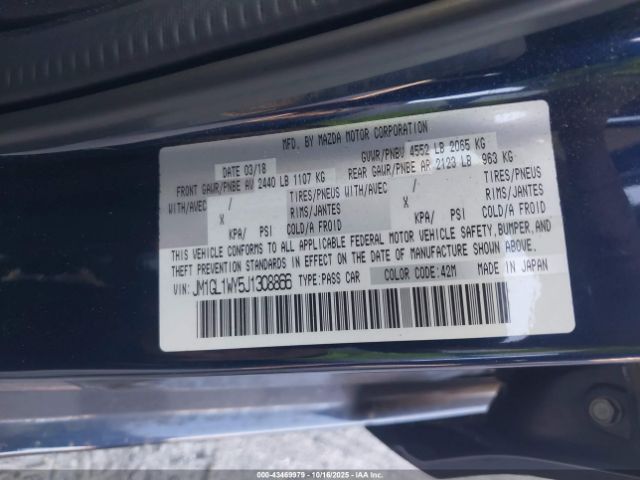 MFD. BY MAZDA MOTOR CORPORATION
DATE 03/18 GVWR/PNBV 4552 LB 2065 KG
FRONT GAWR/PNBE AV 2440 LB 1107 KG REAR GAWR/PNBE AR 2123 LB 963 KG
WITH/AVEC / TIRES/PNEUS WITH/AVEC / TIRES/PNEUS
X RIMS/JANTES X RIMS/JANTES
KPA/ PSI COLD/A FROID KPA/ PSI COLD/A FROID
THIS VEHICLE CONFORMS TO ALL APPLICABLE FEDERAL MOTOR VEHICLE SAFETY, BUMPER, AND
THEFT PREVENTION STANDARDS IN EFFECT ON THE DATE OF MANUFACTURE SHOWN ABOVE.
VIN: JM1GL1WY5J1308866 TYPE:PASS CAR COLOR CODE:42M MADE IN JAPAN
000-43469979 | 10/16/2025 | IAAI.COM